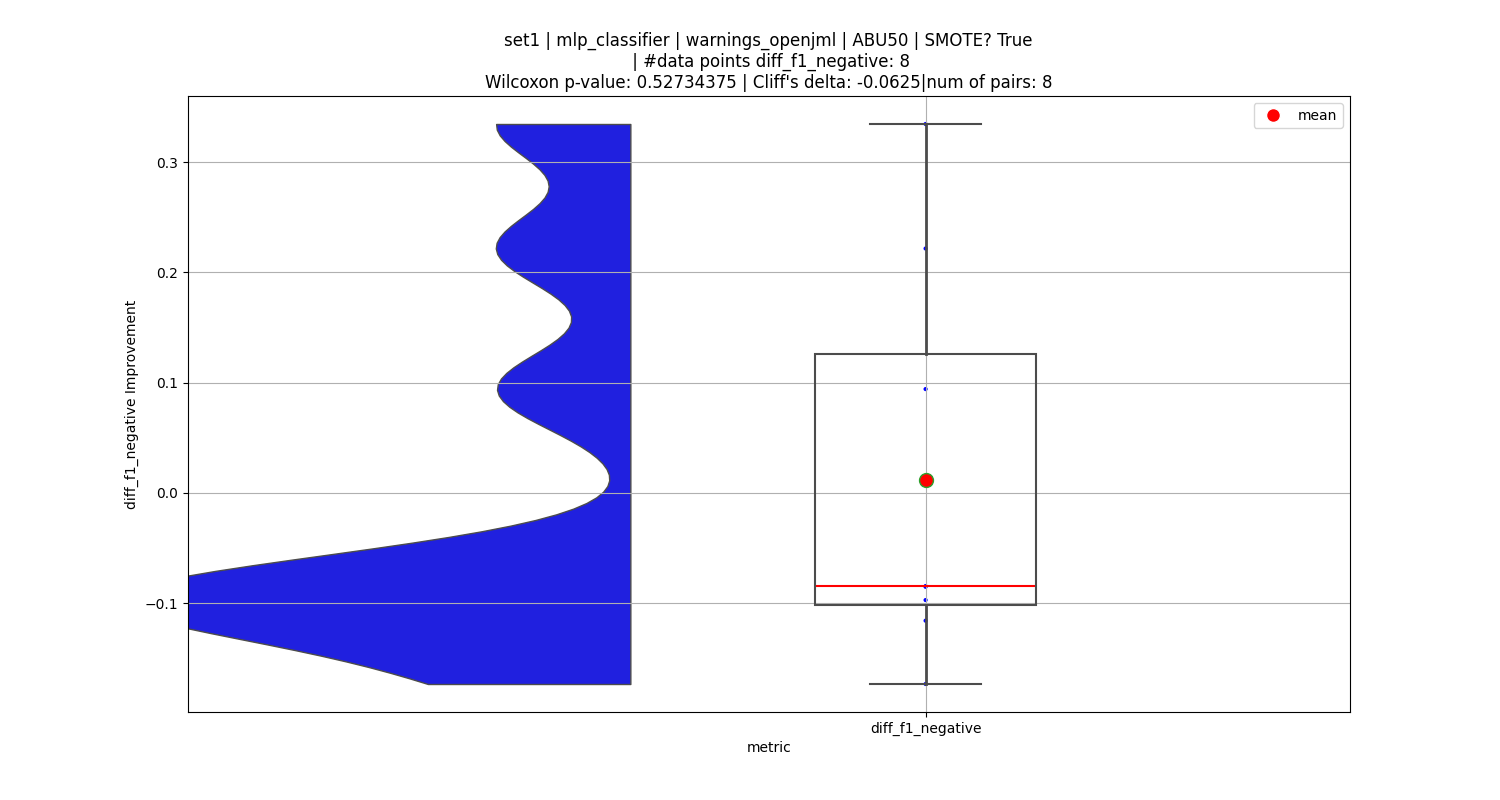 set1 | mlp_classifier | warnings_openjml | ABU50 | SMOTE? True
| #data points diff_f1_negative: 8
Wilcoxon p-value: 0.52734375 | Cliff's delta: -0.0625|num of pairs: 8
mean
0.3
0.2
0.1
0.0
−0.1
diff_f1_negative Improvement
diff_f1_negative
metric